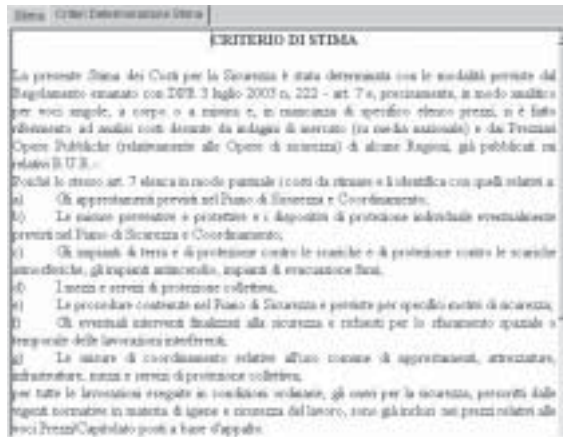 Stima Criteri Determinazione Stima
CRITERIO DI STIMA
La presente Stima dei Costi per la Sicurezza è stata determinata con le modalità previste dal
Regolamento emanato con DPR 3 luglio 2003 n. 222 - art. 7 e, precisamente, in modo analitico
per voci singole, a corpo o a misura e, in mancanza di specifico elenco prezzi, si è fatto
riferimento ad analisi costi desunte da indagini di mercato (su media nazionale) e dai Prezziari
Opere Pubbliche (relativamente alle Opere di sicurezza) di alcune Regioni, già pubblicati sui
relativi B.U.R..
Poiché lo stesso art. 7 elenca in modo puntuale i costi da stimare e li identifica con quelli relativi a:
a) Gli apprestamenti previsti nel Piano di Sicurezza e Coordinamento;
b) Le misure preventive e protettive e i dispositivi di protezione individuale eventualmente
previsti nel Piano di Sicurezza e Coordinamento;
c) Gli impianti di terra e di protezione contro le scariche e di protezione contro le scariche
atmosferiche, gli impianti antincendio, impianti di evacuazione fumi;
d) I mezzi e servizi di protezione collettiva;
e) Le procedure contenute nel Piano di Sicurezza e previste per specifici motivi di sicurezza;
f) Gli eventuali interventi finalizzati alla sicurezza e richiesti per lo sfasamento spaziale o
temporale delle lavorazioni interferenti;
g) Le misure di coordinamento relative all'uso comune di apprestamenti, attrezzature,
infrastrutture, mezzi e servizi di protezione collettiva;
per tutte le lavorazioni eseguite in condizioni ordinarie, gli oneri per la sicurezza, prescritti dalle
vigenti normative in materia di igiene e sicurezza del lavoro, sono già inclusi nei prezzi relativi alle
voci Prezzi/Capitolato posti a base d'appalto.